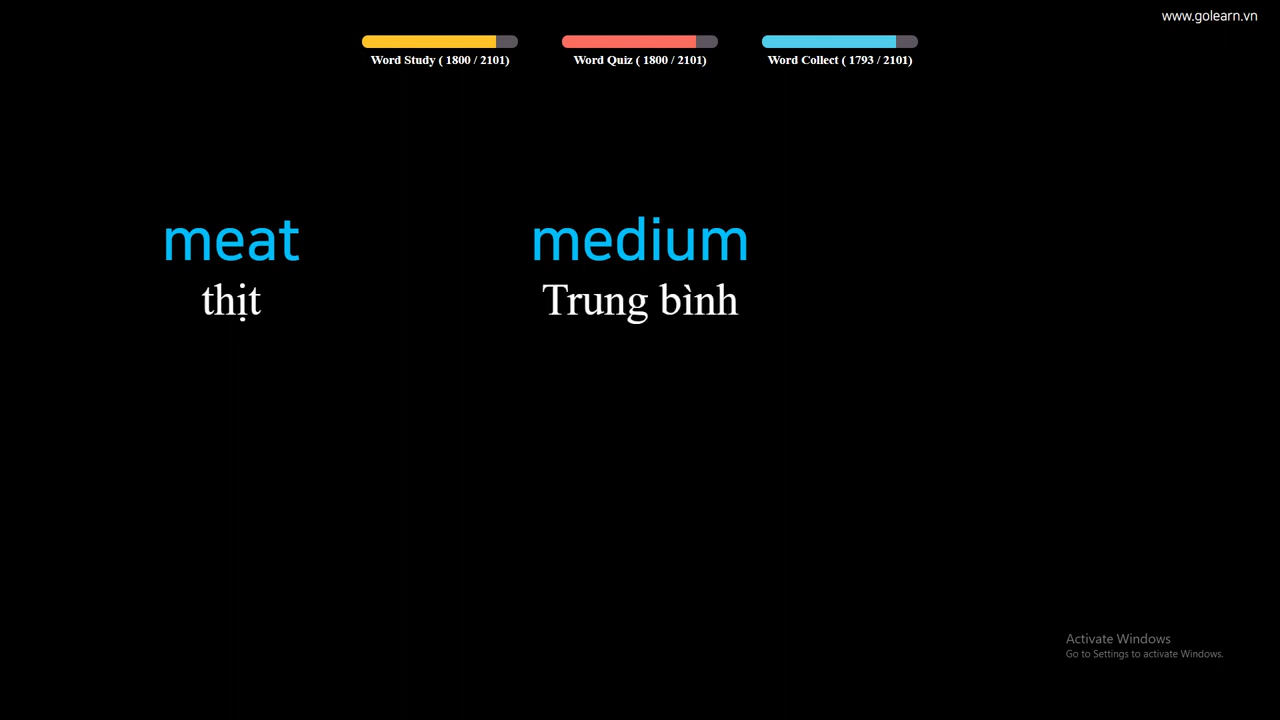 www.golearn.vn
Word Study ( 1800 / 2101)
Word Quiz ( 1800 / 2101)
Word Collect ( 1793 / 2101)
meat
thịt
medium
Trung bình
Activate Windows
Go to Settings to activate Windows.